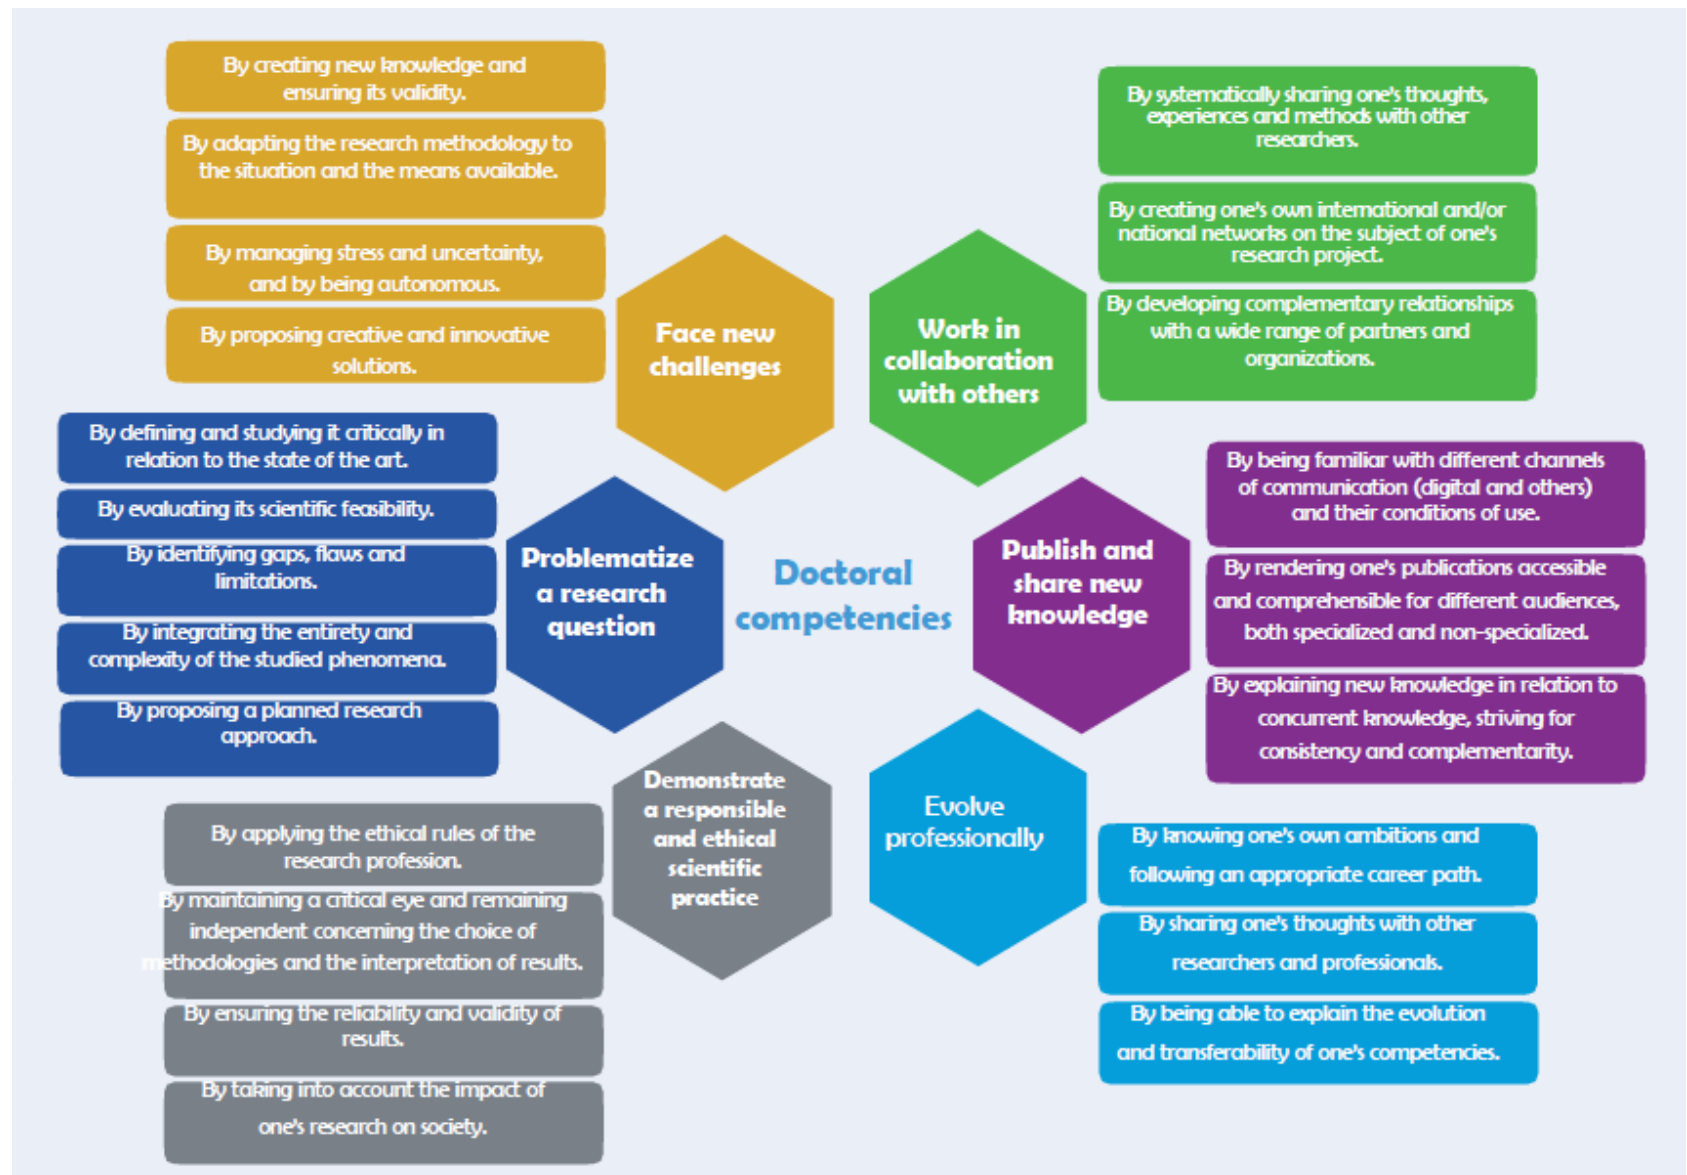 By creating new knowledge and
ensuring its validity.
By adapting the research methodology to
the situation and the means available.
By managing stress and uncertainty,
and by being autonomous.
By proposing creative and innovative
solutions.
Face new
challenges
Work in
collaboration
with others
By systematically sharing one's thoughts,
experiences and methods with other
researchers.
By creating one's own international and/or
national networks on the subject of one's
research project.
By developing complementary relationships
with a wide range of partners and
organizations.
By defining and studying it critically in
relation to the state of the art.
By evaluating its scientific feasibility.
By identifying gaps, flaws and
limitations.
By integrating the entirety and
complexity of the studied phenomena.
By proposing a planned research
approach.
Problematize
a research
question
Doctoral
competencies
Publish and
share new
knowledge
By being familiar with different channels
of communication (digital and others)
and their conditions of use.
By rendering one's publications accessible
and comprehensible for different audiences,
both specialized and non-specialized.
By explaining new knowledge in relation to
concurrent knowledge, striving for
consistency and complementarity.
By applying the ethical rules of the
research profession.
By maintaining a critical eye and remaining
independent concerning the choice of
methodologies and the interpretation of results.
By ensuring the reliability and validity of
results.
By taking into account the impact of
one's research on society.
Demonstrate
a responsible
and ethical
scientific
practice
Evolve
professionally
By knowing one's own ambitions and
following an appropriate career path.
By sharing one's thoughts with other
researchers and professionals.
By being able to explain the evolution
and transferability of one's competencies.